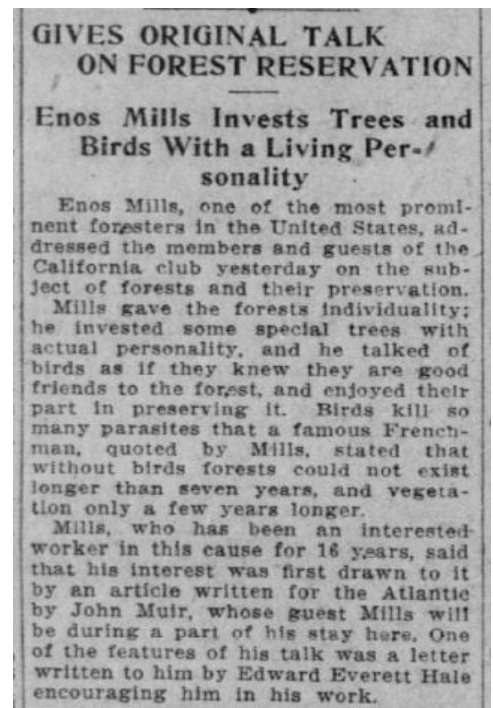 GIVES ORIGINAL TALK
ON FOREST RESERVATION
Enos Mills Invests Trees and
Birds With a Living Per-
sonality
Enos Mills, one of the most promi-
nent foresters in the United States, ad-
dressed the members and guests of the
California club yesterday on the sub-
ject of forests and their preservation.
Mills gave the forests individuality;
he invested some special trees with
actual personality, and he talked of
birds as if they knew they are good
friends to the forest, and enjoyed their
part in preserving it. Birds kill so
many parasites that a famous French-
man, quoted by Mills, stated that
without birds forests could not exist
longer than seven years, and vegeta-
tion only a few years longer.
Mills, who has been an interested
worker in this cause for 16 years, said
that his interest was first drawn to it
by an article written for the Atlantic
by John Muir, whose guest Mills will
be during a part of his stay here. One
of the features of his talk was a letter
written to him by Edward Everett Hale
encouraging him in his work.